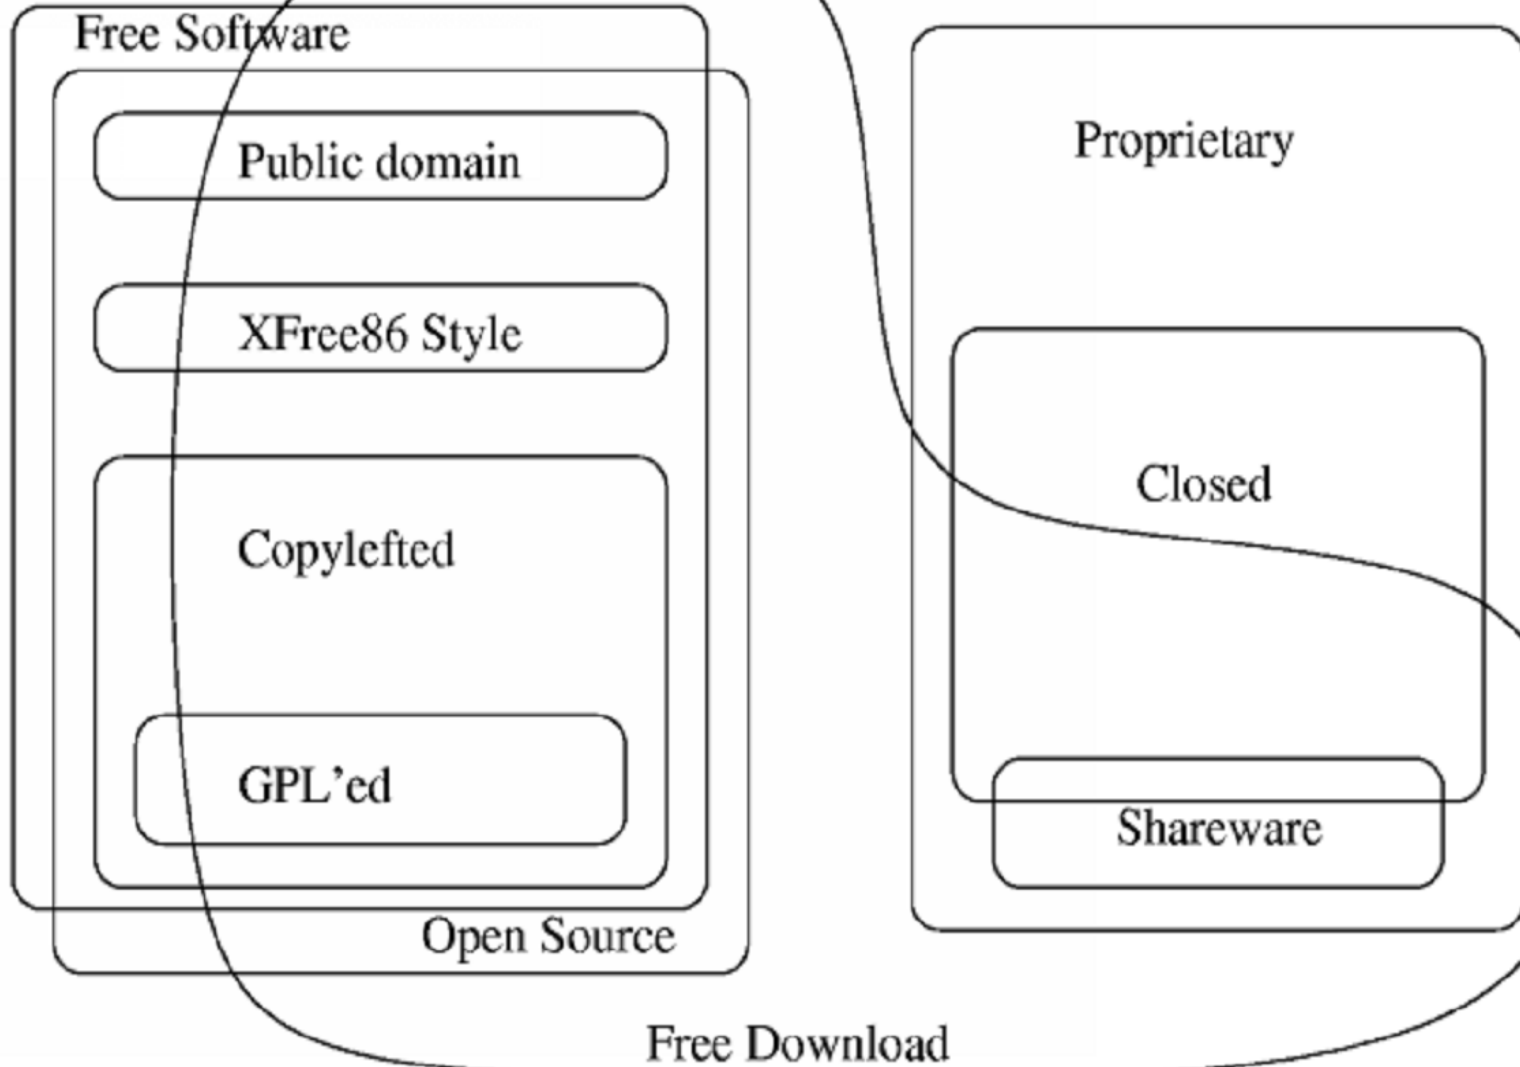 Free Software
Public domain
XFree86 Style
Copylefted
GPL’ed
Open Source
Proprietary
Closed
Shareware
Free Download